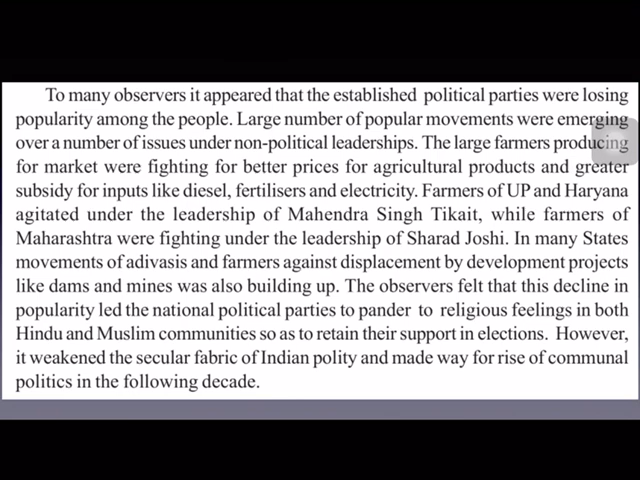 To many observers it appeared that the established political parties were losing
popularity among the people. Large number of popular movements were emerging
over a number of issues under non-political leaderships. The large farmers producing
for market were fighting for better prices for agricultural products and greater
subsidy for inputs like diesel, fertilisers and electricity. Farmers of UP and Haryana
agitated under the leadership of Mahendra Singh Tikait, while farmers of
Maharashtra were fighting under the leadership of Sharad Joshi. In many States
movements of adivasis and farmers against displacement by development projects
like dams and mines was also building up. The observers felt that this decline in
popularity led the national political parties to pander to religious feelings in both
Hindu and Muslim communities so as to retain their support in elections. However,
it weakened the secular fabric of Indian polity and made way for rise of communal
politics in the following decade.